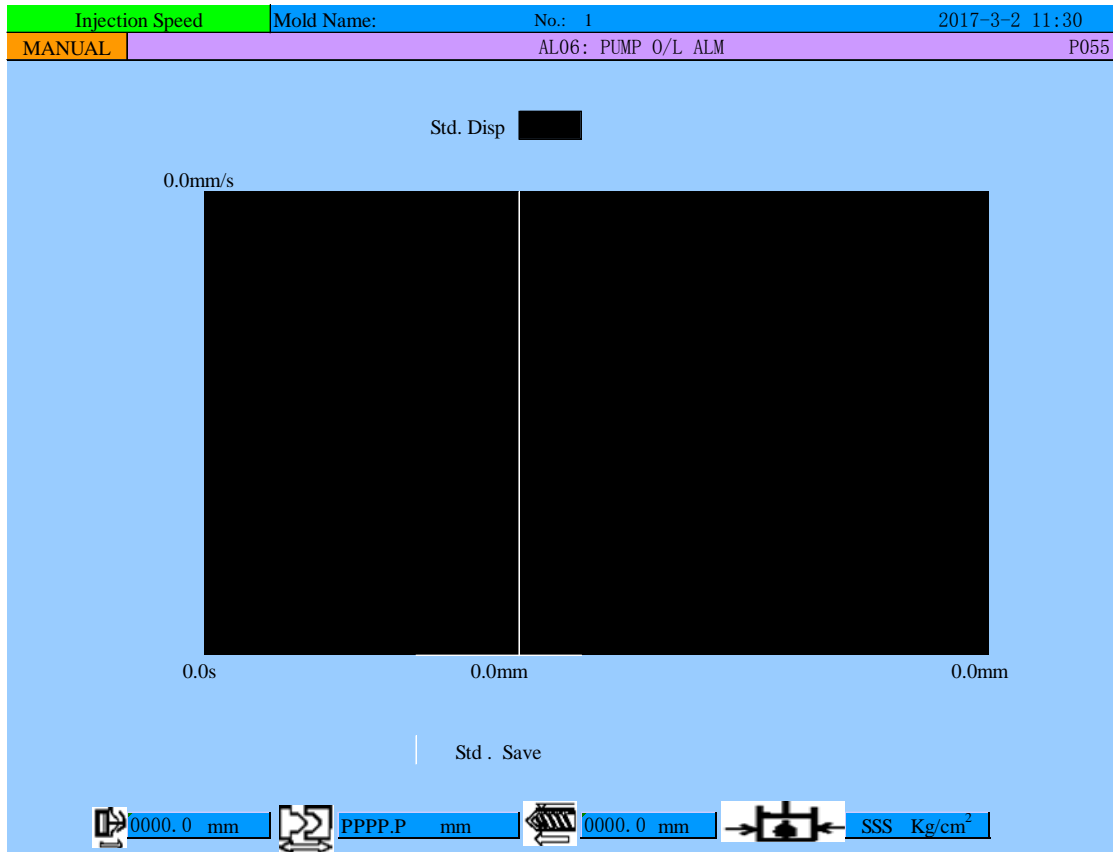 Injection Speed Mold Name: No.: 1 2017-3-2 11:30
MANUAL AL06: PUMP O/L ALM P055
Std. Disp
0.0mm/s
0.0s 0.0mm 0.0mm
Std . Save
0000.0 mm PPPP.P mm 0000.0 mm SSS Kg/cm²